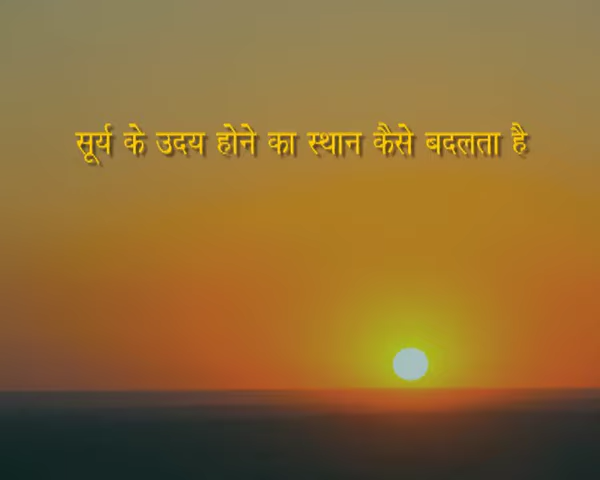 सूर्य के उदय होने का स्थान कैसे बदलता है